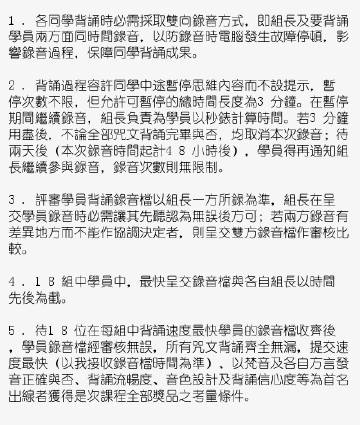 1 . 各同學背誦時必需採取雙向錄音方式，即組長及要背誦
學員兩方面同時間錄音，以防錄音時電腦發生故障停頓，影
響錄音過程，保障同學背誦成果。
2 . 背誦過程容許同學中途暫停思維內容而不設提示，暫
停次數不限，但允許可暫停的總時間長度為3 分鐘。在暫停
期間繼續錄音，組長負責為學員以秒錶計算時間。若3 分鐘
用盡後，不論全部咒文背誦完畢與否，均取消本次錄音；待
兩天後（本次錄音時間起計4 8 小時後），學員得再通知組
長繼續參與錄音，錄音次數則無限制。
3 . 評審學員背誦錄音檔以組長一方所錄為準，組長在呈
交學員錄音時必需讓其先聽認為無誤後方可；若兩方錄音有
差異地方而不能作協調決定者，則呈交雙方錄音檔作審核比
較。
4 . 1 8 組中學員中，最快呈交錄音檔與各自組長以時間
先後為截。
5 . 待1 8 位在每組中背誦速度最快學員的錄音檔收齊後
，學員錄音檔經審核無誤，所有咒文背誦齊全無漏，提交速
度最快（以我接收錄音檔時間為準）、以梵音及各自方言發
音正確與否、背誦流暢度、音色設計及背誦信心度等為首名
出線者獲得是次課程全部獎品之考量條件。